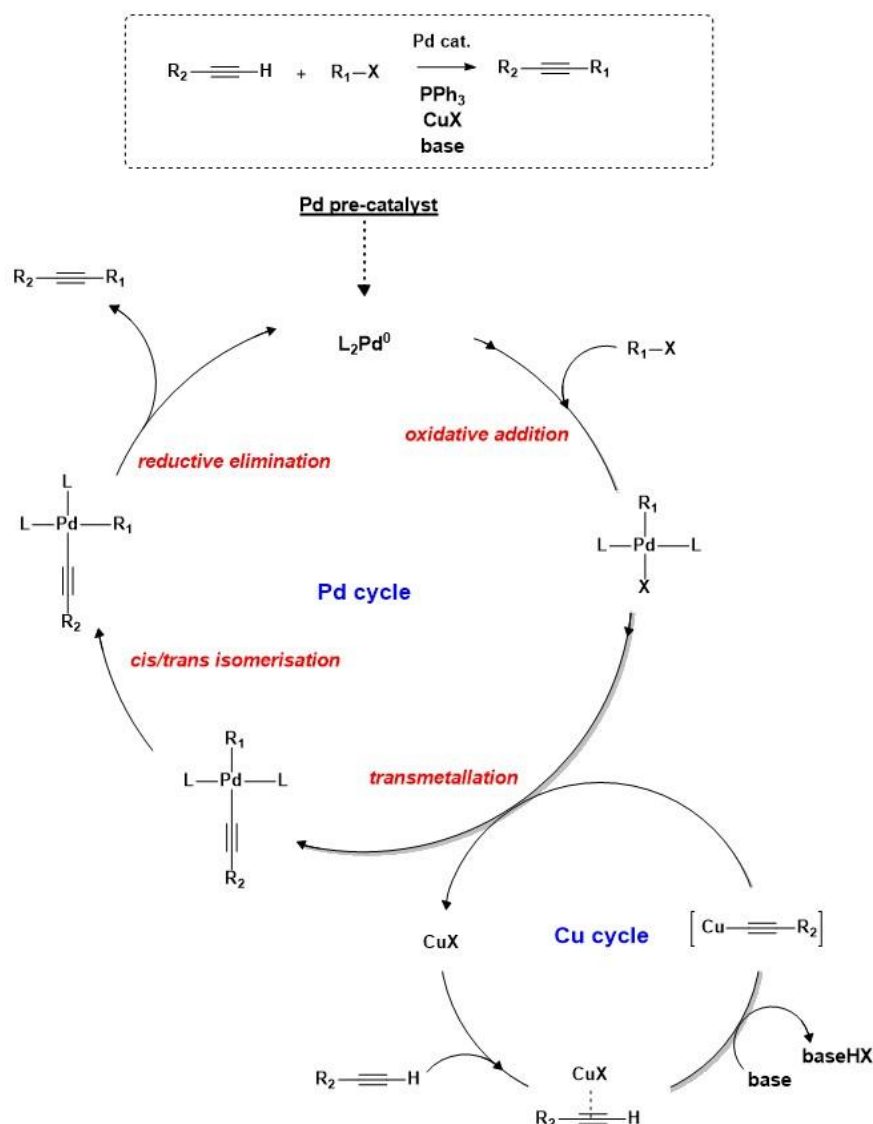 Pd cat.
R₂ H + R₁–X R₂ R₁
PPh₃
CuX
base
Pd pre-catalyst
R₂ R₁
L₂Pd⁰
R₁–X
oxidative addition
reductive elimination
L
L–Pd–R₁
R₂
R₁
L–Pd–L
X
Pd cycle
cis/trans isomerisation
R₁
L–Pd–L
R₂
transmetallation
CuX
Cu cycle
[Cu R₂]
baseHX
base
R₂ H
CuX
R₂ H